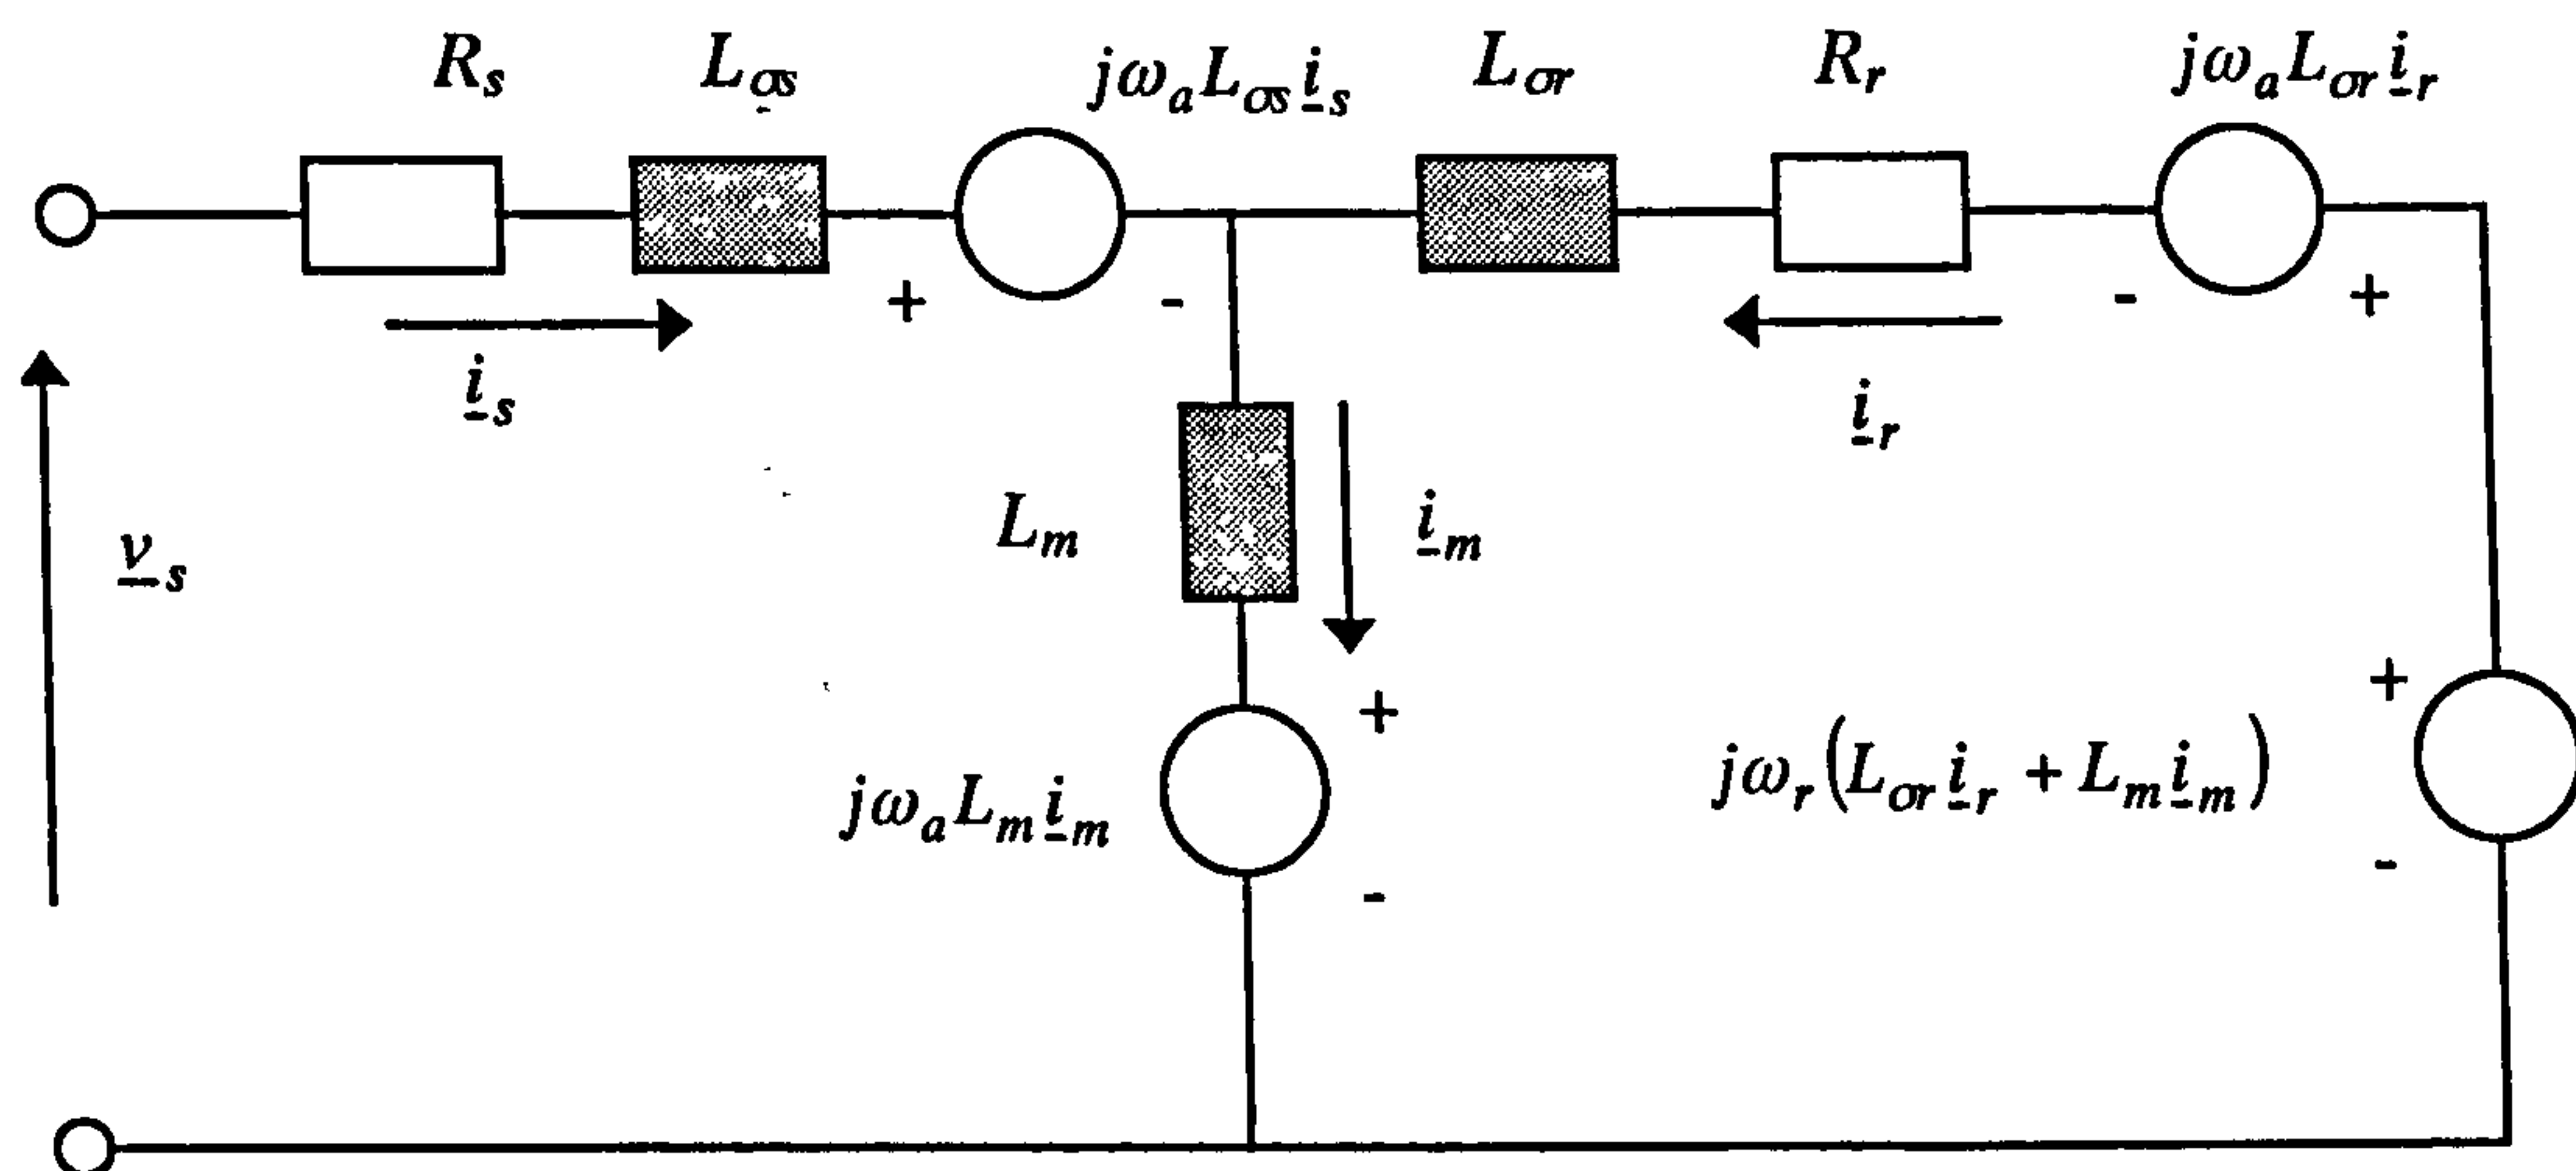 R_s
L_σs
jω_a L_σs i_s
L_σr
R_r
jω_a L_σr i_r
+
-
-
+
i_s
i_r
v_s
L_m
i_m
+
-
jω_a L_m i_m
+
-
jω_r (L_σr i_r + L_m i_m)